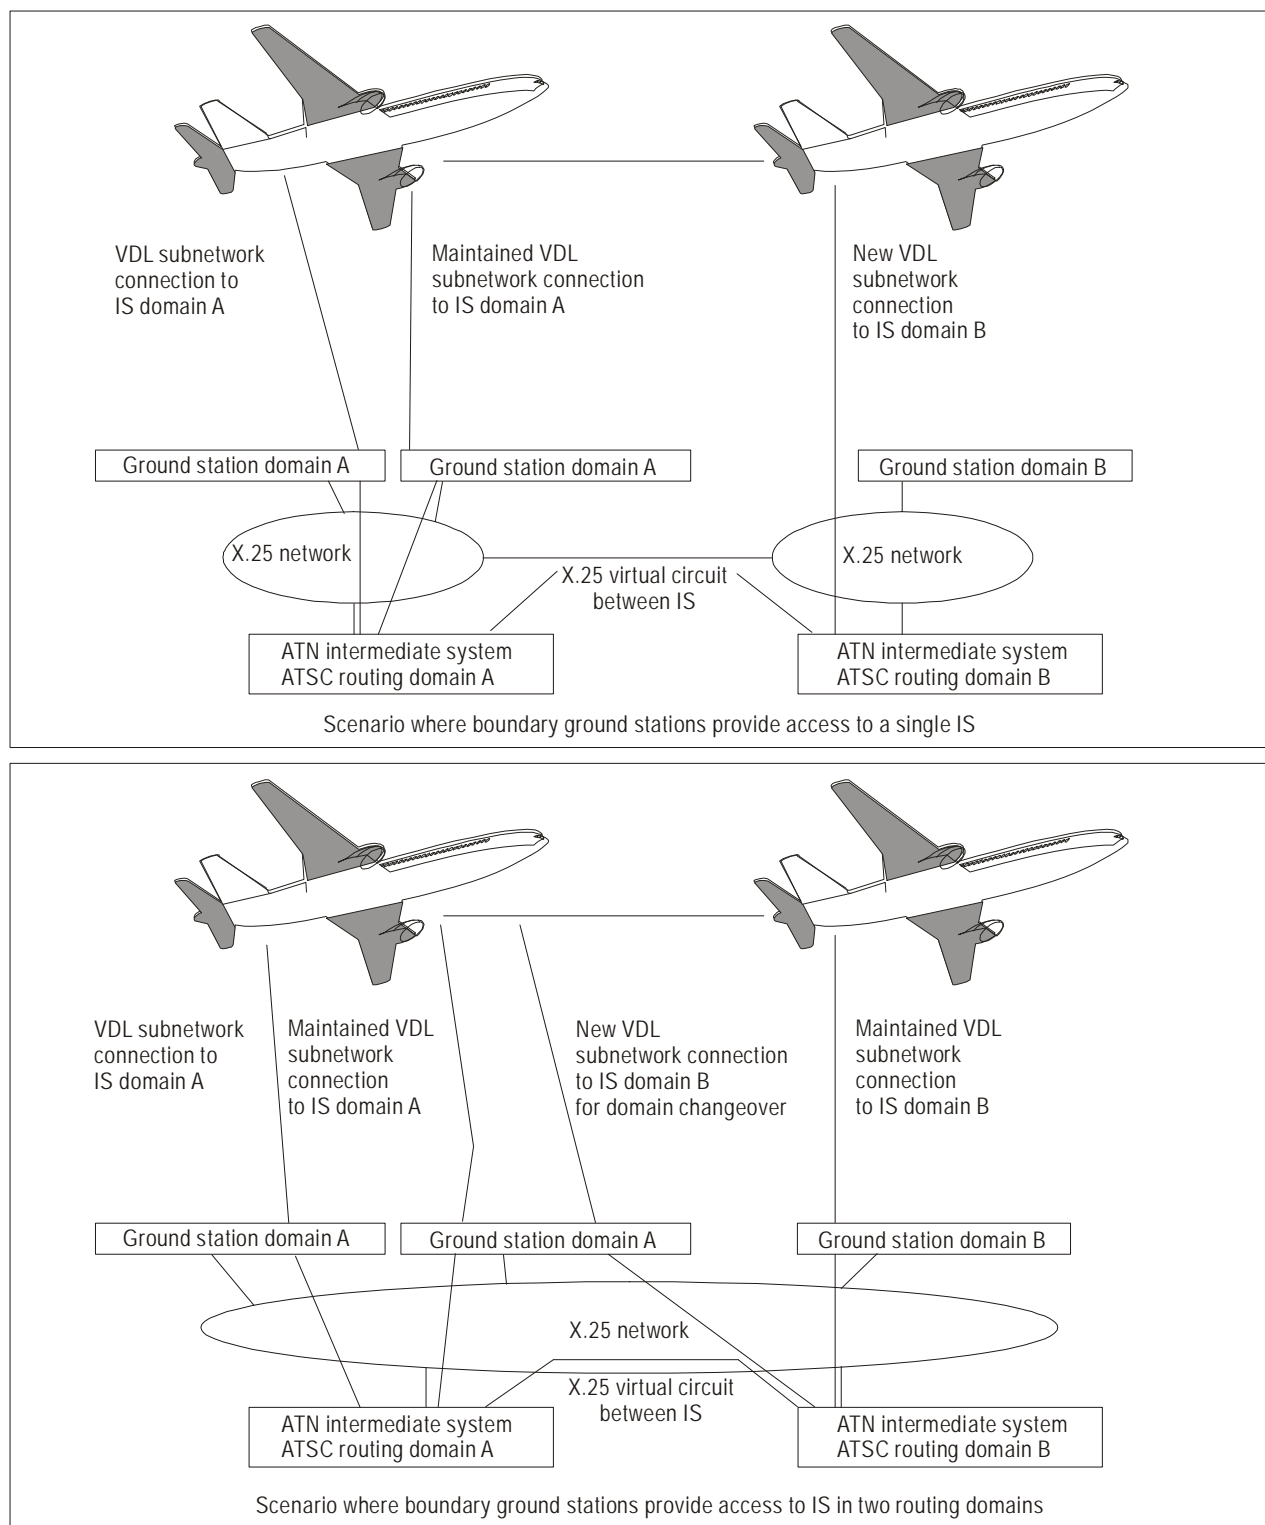 VDL subnetwork
connection to
IS domain A
Maintained VDL
subnetwork connection
to IS domain A
New VDL
subnetwork
connection
to IS domain B
Ground station domain A
Ground station domain A
Ground station domain B
X.25 network
X.25 network
X.25 virtual circuit
between IS
ATN intermediate system
ATSC routing domain A
ATN intermediate system
ATSC routing domain B
Scenario where boundary ground stations provide access to a single IS
VDL subnetwork
connection to
IS domain A
Maintained VDL
subnetwork
connection
to IS domain A
New VDL
subnetwork connection
to IS domain B
for domain changeover
Maintained VDL
subnetwork
connection
to IS domain B
Ground station domain A
Ground station domain A
Ground station domain B
X.25 network
X.25 virtual circuit
between IS
ATN intermediate system
ATSC routing domain A
ATN intermediate system
ATSC routing domain B
Scenario where boundary ground stations provide access to IS in two routing domains